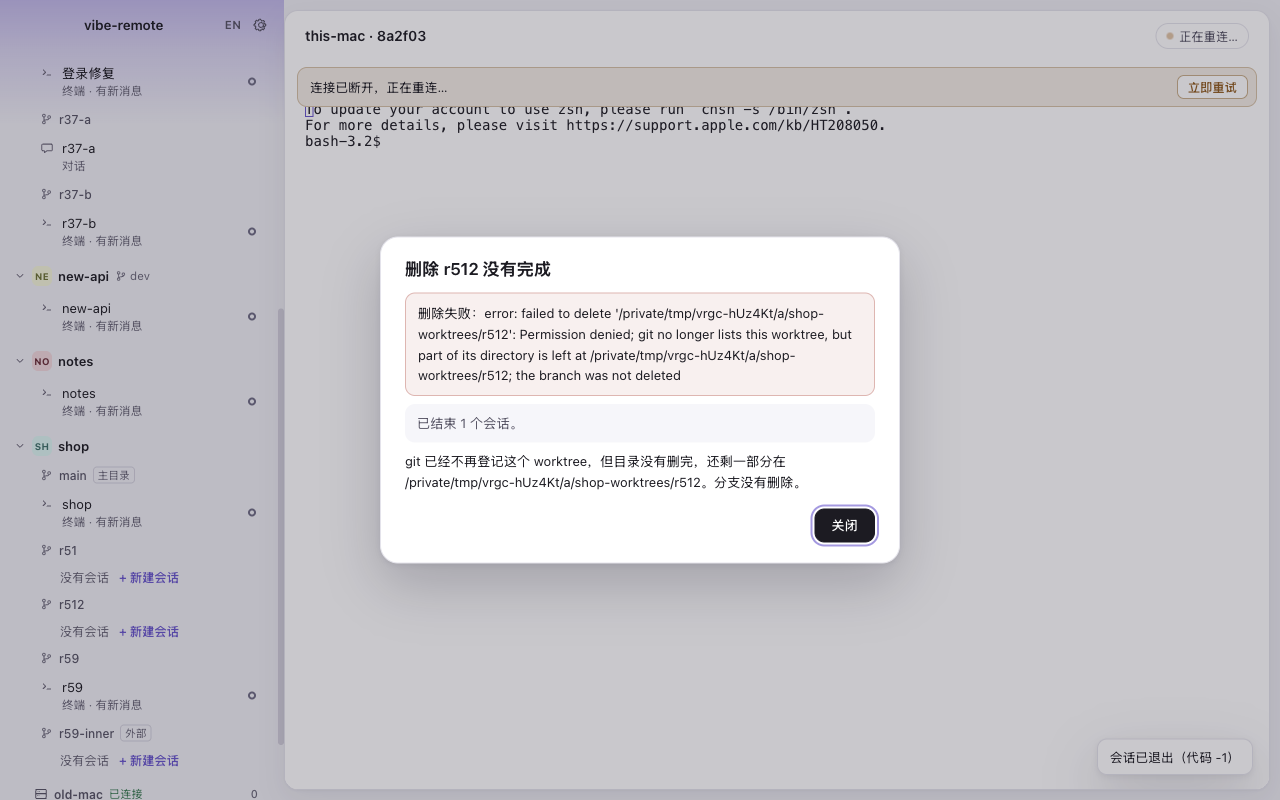 vibe-remote
EN
登录修复
终端 · 有新消息
r37-a
r37-a
对话
r37-b
r37-b
终端 · 有新消息
NE new-api dev
new-api
终端 · 有新消息
NO notes
notes
终端 · 有新消息
SH shop
main 主目录
shop
终端 · 有新消息
r51
没有会话 + 新建会话
r512
没有会话 + 新建会话
r59
r59
终端 · 有新消息
r59-inner 外部
没有会话 + 新建会话
old-mac 已连接 0
this-mac · 8a2f03
正在重连…
连接已断开，正在重连…
立即重试
To update your account to use zsh, please run `chsh -s /bin/zsh`.
For more details, please visit https://support.apple.com/kb/HT208050.
bash-3.2$
删除 r512 没有完成
删除失败：error: failed to delete '/private/tmp/vrgc-hUz4Kt/a/shop-
worktrees/r512': Permission denied; git no longer lists this worktree, but
part of its directory is left at /private/tmp/vrgc-hUz4Kt/a/shop-
worktrees/r512; the branch was not deleted
已结束 1 个会话。
git 已经不再登记这个 worktree，但目录没有删完，还剩一部分在
/private/tmp/vrgc-hUz4Kt/a/shop-worktrees/r512。分支没有删除。
关闭
会话已退出（代码 -1）